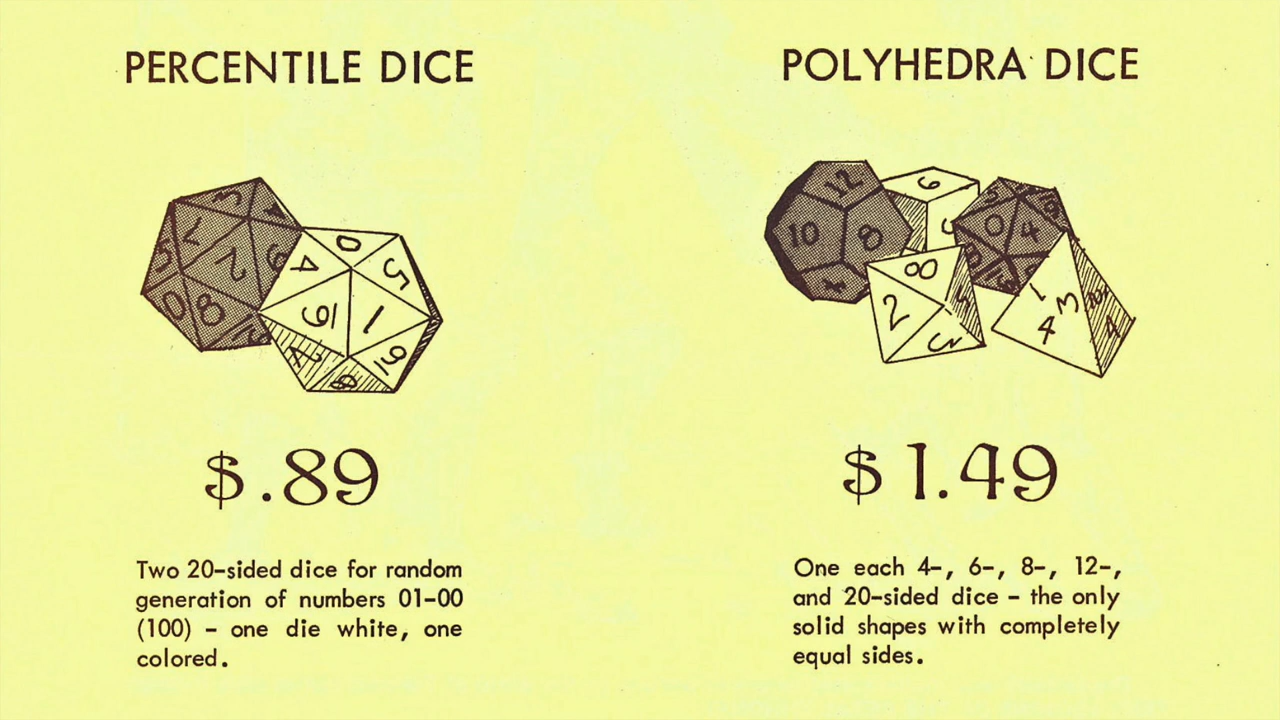 PERCENTILE DICE
$.89
Two 20-sided dice for random
generation of numbers 01-00
(100) - one die white, one
colored.
POLYHEDRA DICE
$1.49
One each 4-, 6-, 8-, 12-,
and 20-sided dice - the only
solid shapes with completely
equal sides.